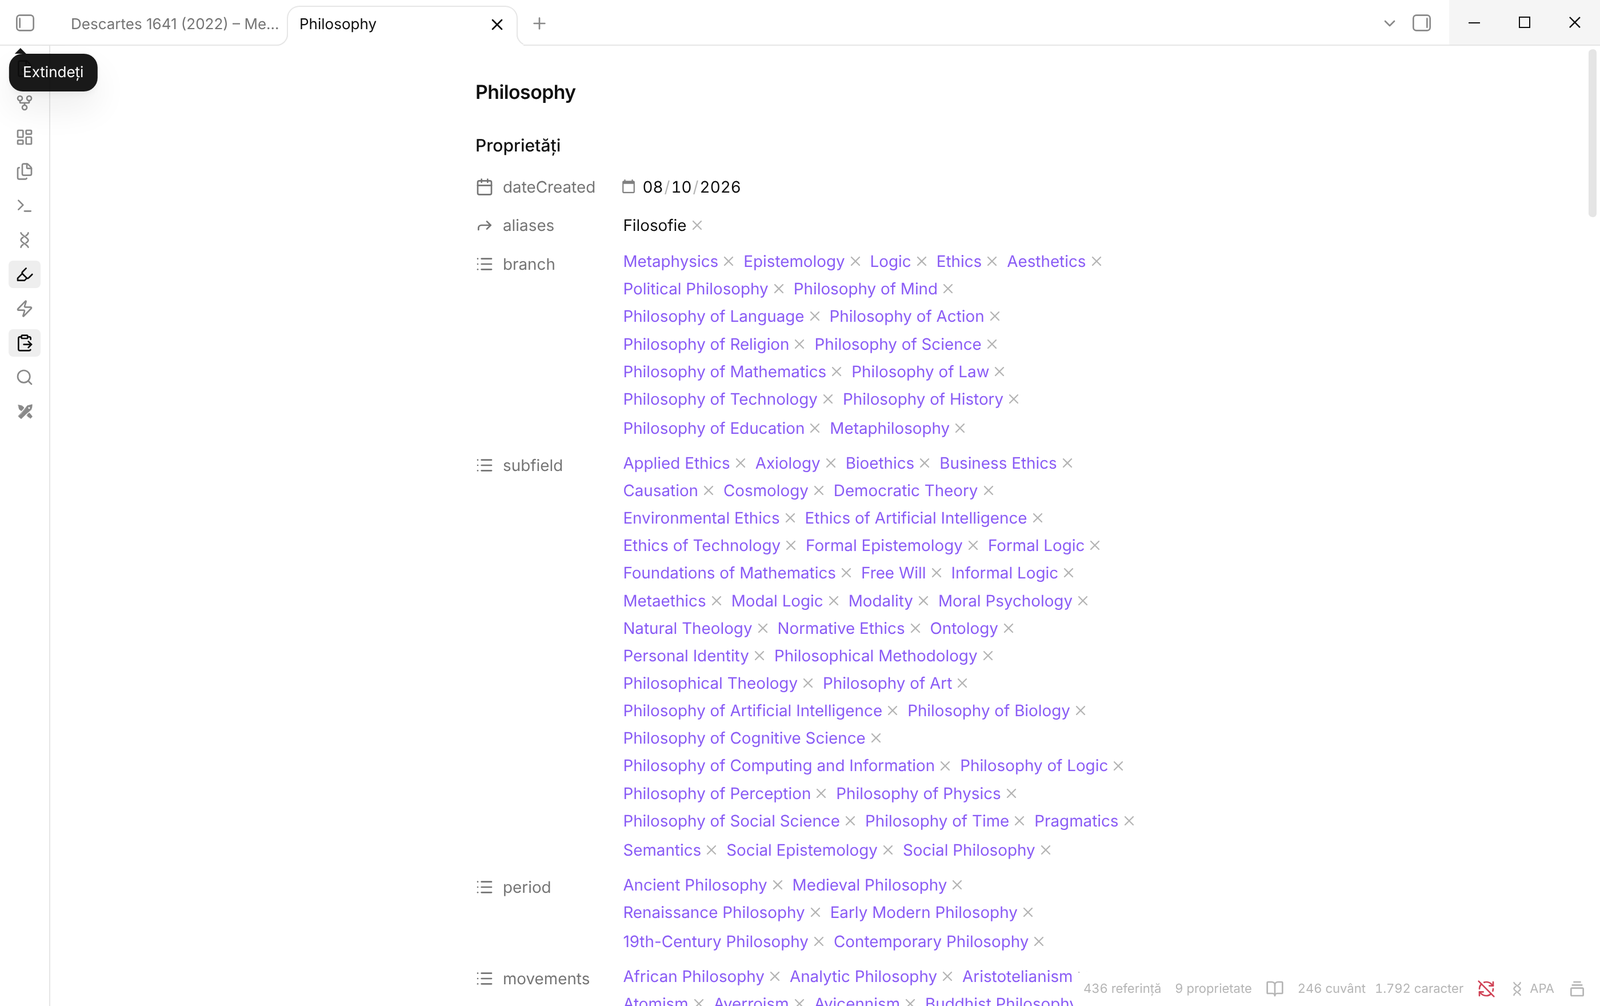 Descartes 1641 (2022) – Me...
Philosophy
Extindeți
Philosophy
Proprietăți
dateCreated 08/10/2026
aliases Filosofie
branch Metaphysics Epistemology Logic Ethics Aesthetics
Political Philosophy Philosophy of Mind
Philosophy of Language Philosophy of Action
Philosophy of Religion Philosophy of Science
Philosophy of Mathematics Philosophy of Law
Philosophy of Technology Philosophy of History
Philosophy of Education Metaphilosophy
subfield Applied Ethics Axiology Bioethics Business Ethics
Causation Cosmology Democratic Theory
Environmental Ethics Ethics of Artificial Intelligence
Ethics of Technology Formal Epistemology Formal Logic
Foundations of Mathematics Free Will Informal Logic
Metaethics Modal Logic Modality Moral Psychology
Natural Theology Normative Ethics Ontology
Personal Identity Philosophical Methodology
Philosophical Theology Philosophy of Art
Philosophy of Artificial Intelligence Philosophy of Biology
Philosophy of Cognitive Science
Philosophy of Computing and Information Philosophy of Logic
Philosophy of Perception Philosophy of Physics
Philosophy of Social Science Philosophy of Time Pragmatics
Semantics Social Epistemology Social Philosophy
period Ancient Philosophy Medieval Philosophy
Renaissance Philosophy Early Modern Philosophy
19th-Century Philosophy Contemporary Philosophy
movements African Philosophy Analytic Philosophy Aristotelianism
Atomism Averroism Avicennism Buddhist Philosophy
436 referință 9 proprietate 246 cuvânt 1.792 caracter APA